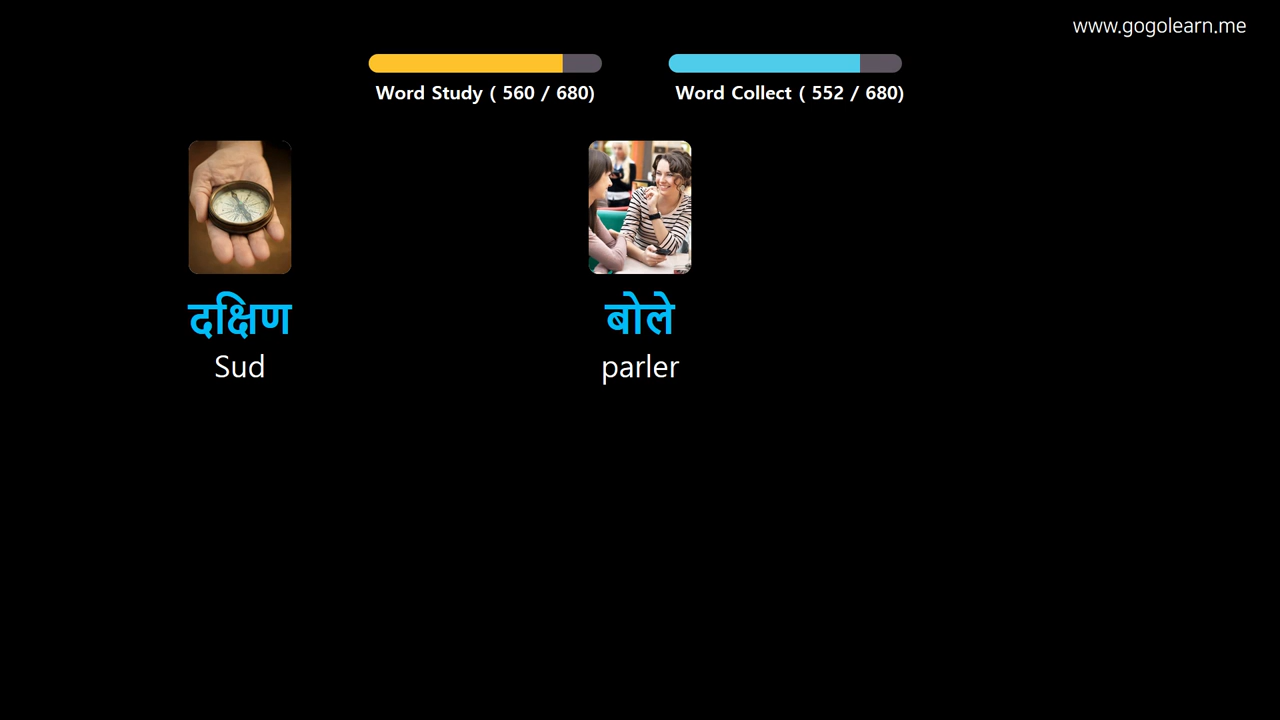 www.gogolearn.me
Word Study ( 560 / 680)
Word Collect ( 552 / 680)
दक्षिण
Sud
बोले
parler